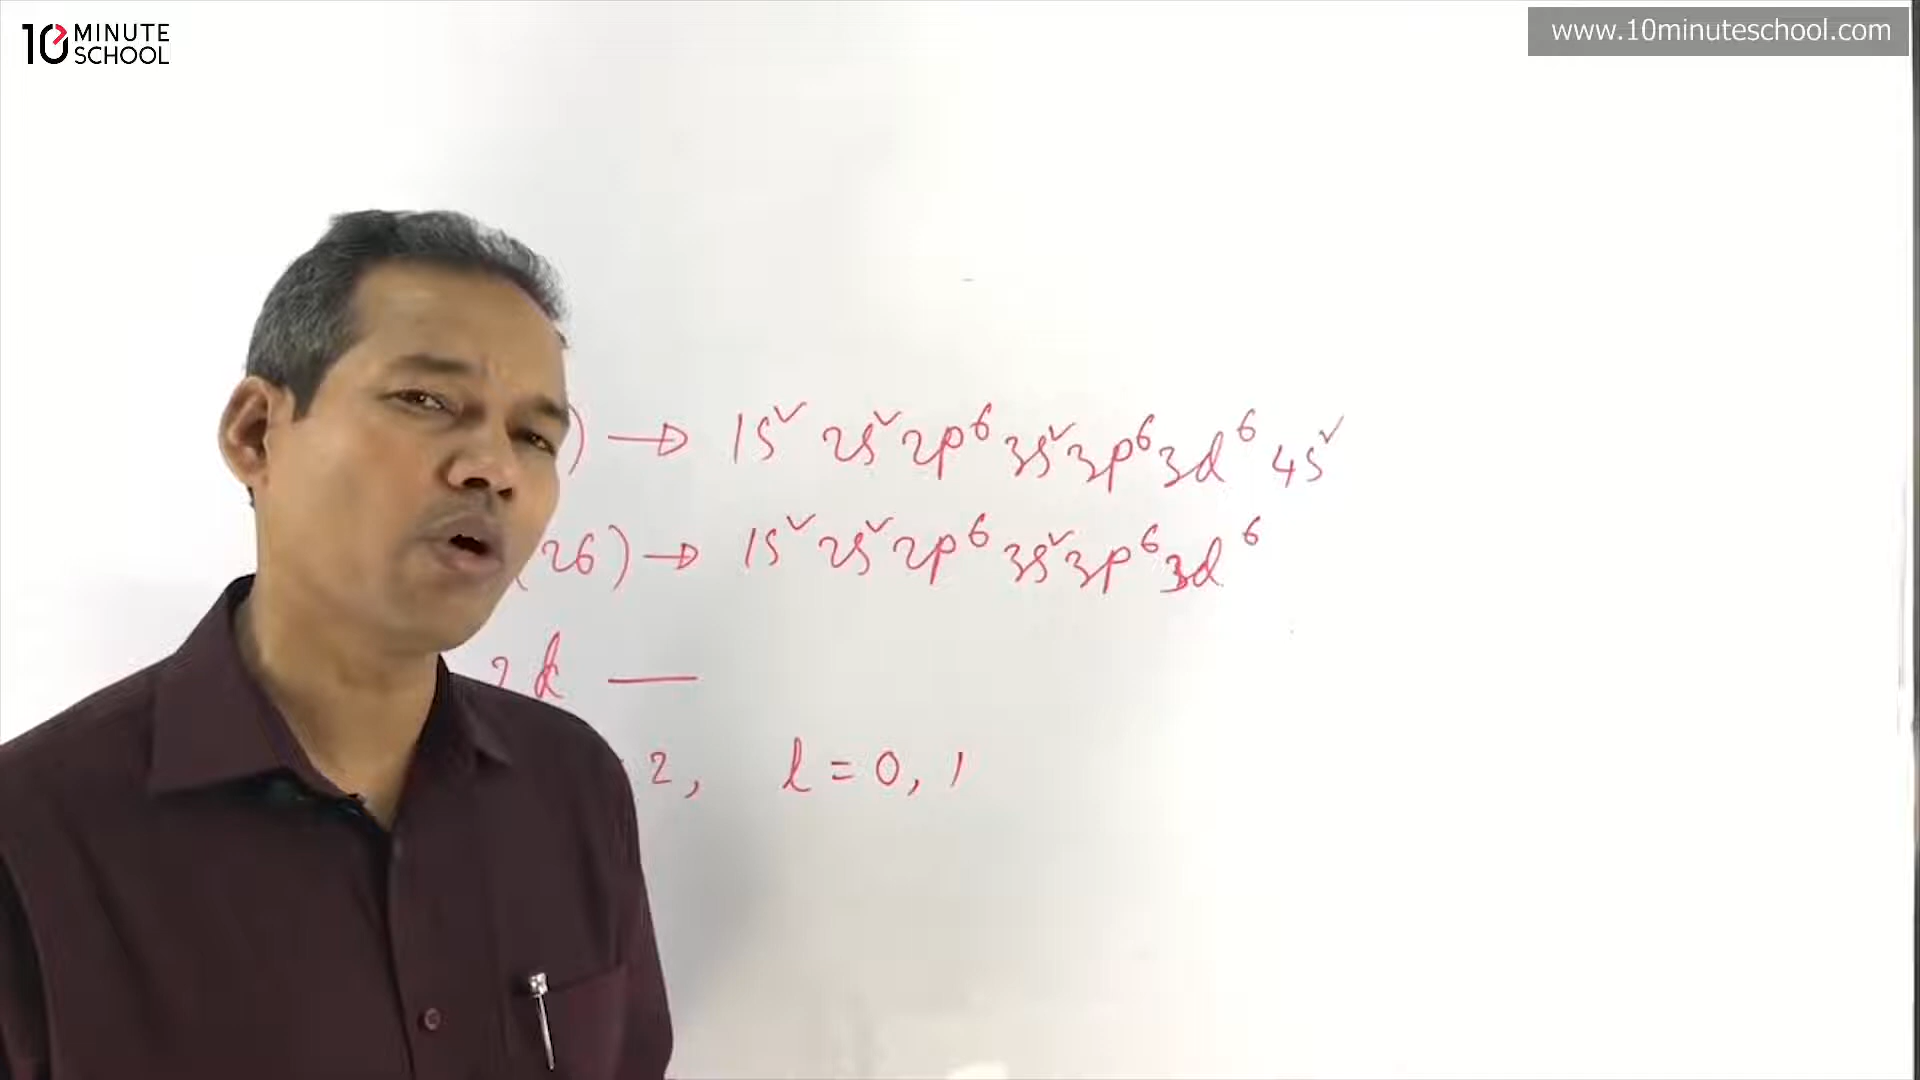 10 MINUTE SCHOOL
www.10minuteschool.com
) → 1s² 2s² 2p⁶ 3s² 3p⁶ 3d⁶ 4s²
(26) → 1s² 2s² 2p⁶ 3s² 3p⁶ 3d⁶
2d —
2, l = 0, 1